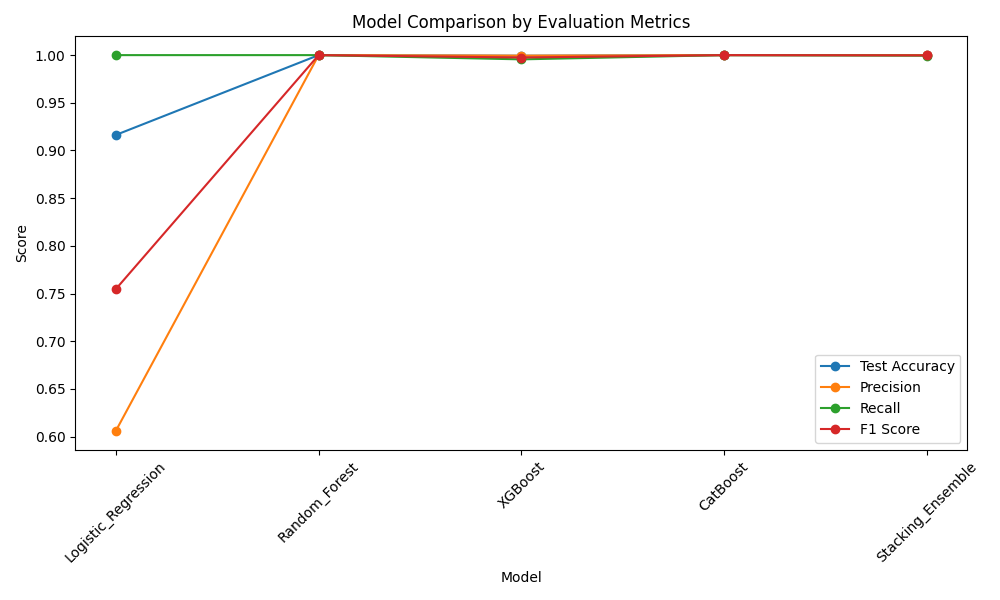 Model Comparison by Evaluation Metrics
1.00
0.95
0.90
0.85
0.80
0.75
0.70
0.65
0.60
Score
Test Accuracy
Precision
Recall
F1 Score
Logistic_Regression
Random_Forest
XGBoost
CatBoost
Stacking_Ensemble
Model